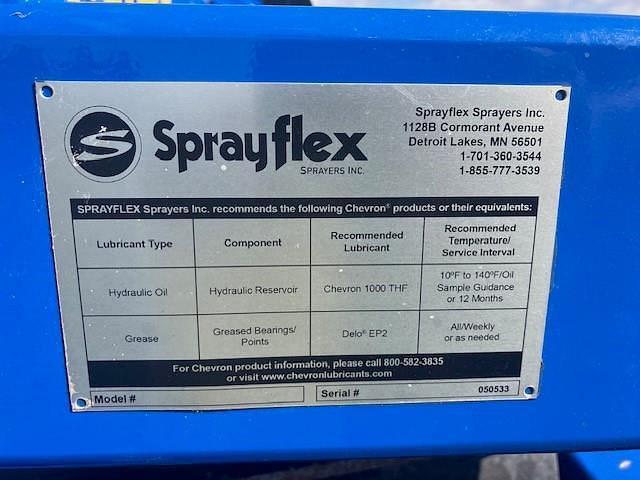 S Sprayflex
SPRAYERS INC.
Sprayflex Sprayers Inc.
1128B Cormorant Avenue
Detroit Lakes, MN 56501
1-701-360-3544
1-855-777-3539
SPRAYFLEX Sprayers Inc. recommends the following Chevron® products or their equivalents:
Lubricant Type
Component
Recommended
Lubricant
Recommended
Temperature/
Service Interval
Hydraulic Oil
Hydraulic Reservoir
Chevron 1000 THF
10°F to 140°F/Oil
Sample Guidance
or 12 Months
Grease
Greased Bearings/
Points
Delo® EP2
All/Weekly
or as needed
For Chevron product information, please call 800-582-3835
or visit www.chevronlubricants.com
Model #
Serial # 050533